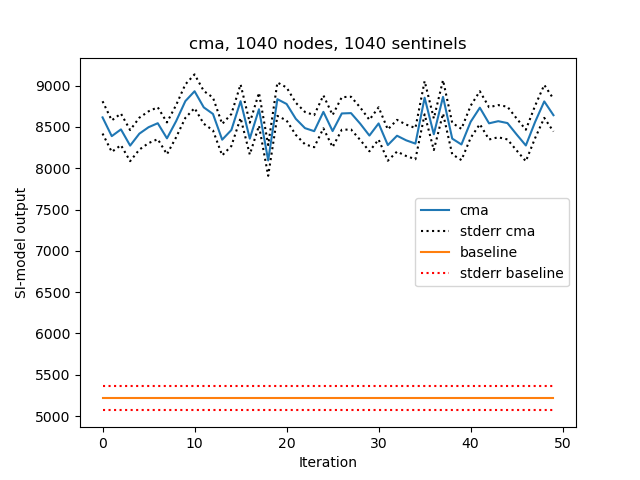 cma, 1040 nodes, 1040 sentinels
9000
8500
8000
7500
7000
6500
6000
5500
5000
SI-model output
cma
stderr cma
baseline
stderr baseline
0 10 20 30 40 50
Iteration